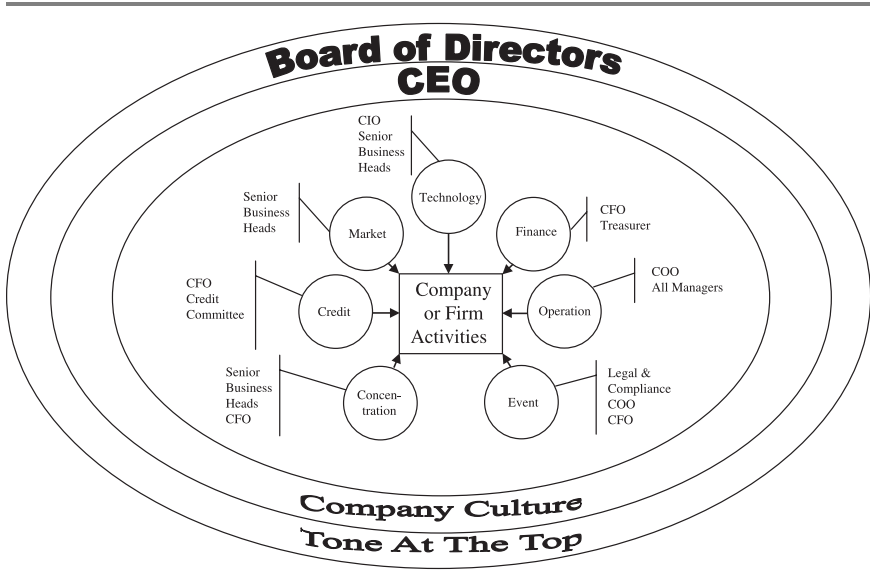 Board of Directors
CEO
CIO
Senior
Business
Heads
Technology
Senior
Business
Heads
Market
Finance
CFO
Treasurer
CFO
Credit
Committee
Credit
Company
or Firm
Activities
Operation
COO
All Managers
Senior
Business
Heads
CFO
Concen-
tration
Event
Legal &
Compliance
COO
CFO
Company Culture
Tone At The Top